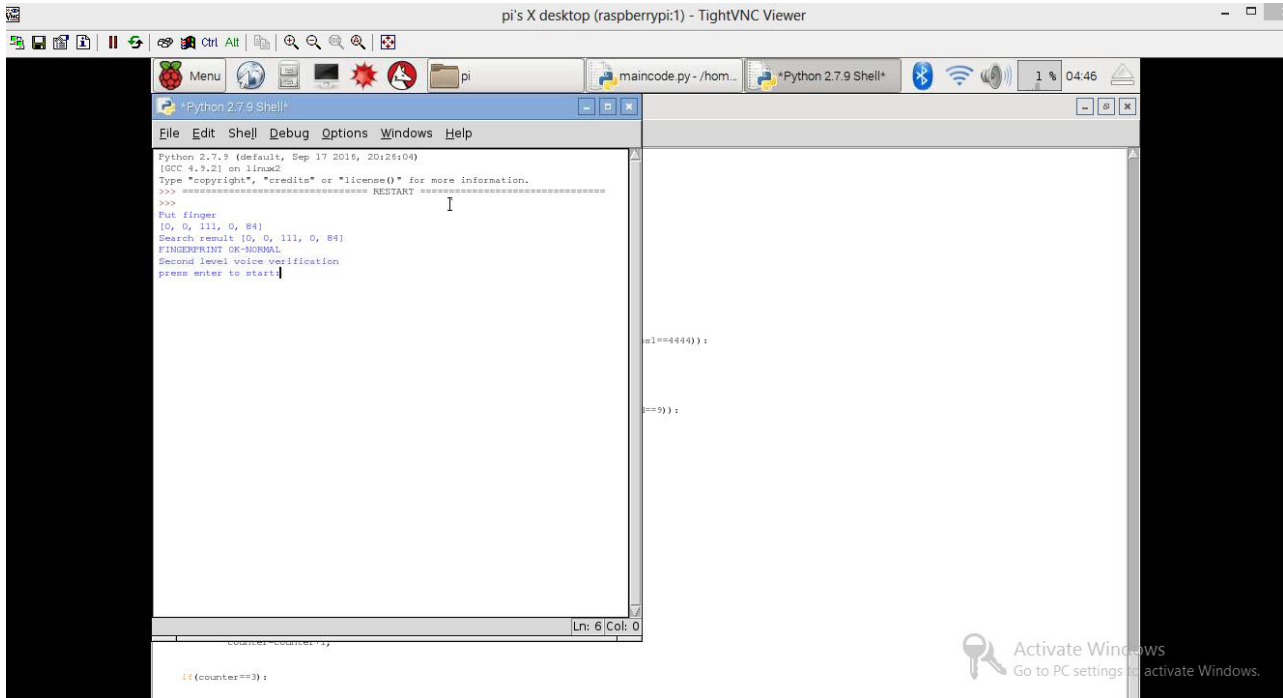 pi's X desktop (raspberrypi:1) - TightVNC Viewer
Ctrl Alt
Menu pi maincode.py - /hom... *Python 2.7.9 Shell* 1 % 04:46
*Python 2.7.9 Shell*
File Edit Shell Debug Options Windows Help
Python 2.7.9 (default, Sep 17 2016, 20:26:04)
[GCC 4.9.2] on linux2
Type "copyright", "credits" or "license()" for more information.
>>> ================================ RESTART ================================
>>>
Put finger
[0, 0, 111, 0, 84]
Search result [0, 0, 111, 0, 84]
FINGERPRINT OK-NORMAL
Second level voice verification
press enter to start:
==4444)):
==9)):
Ln: 6 Col: 0
counter=counter+1;
if(counter==3):
Activate Windows
Go to PC settings to activate Windows.